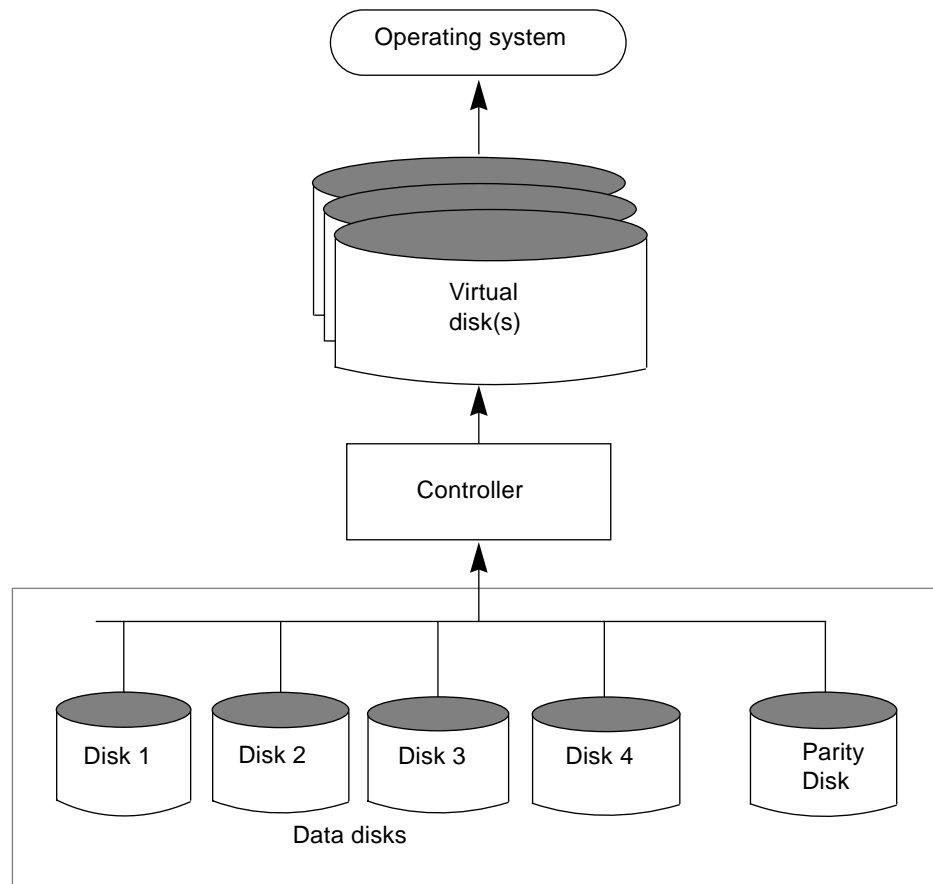 Operating system
Virtual
disk(s)
Controller
Disk 1
Disk 2
Disk 3
Disk 4
Parity
Disk
Data disks